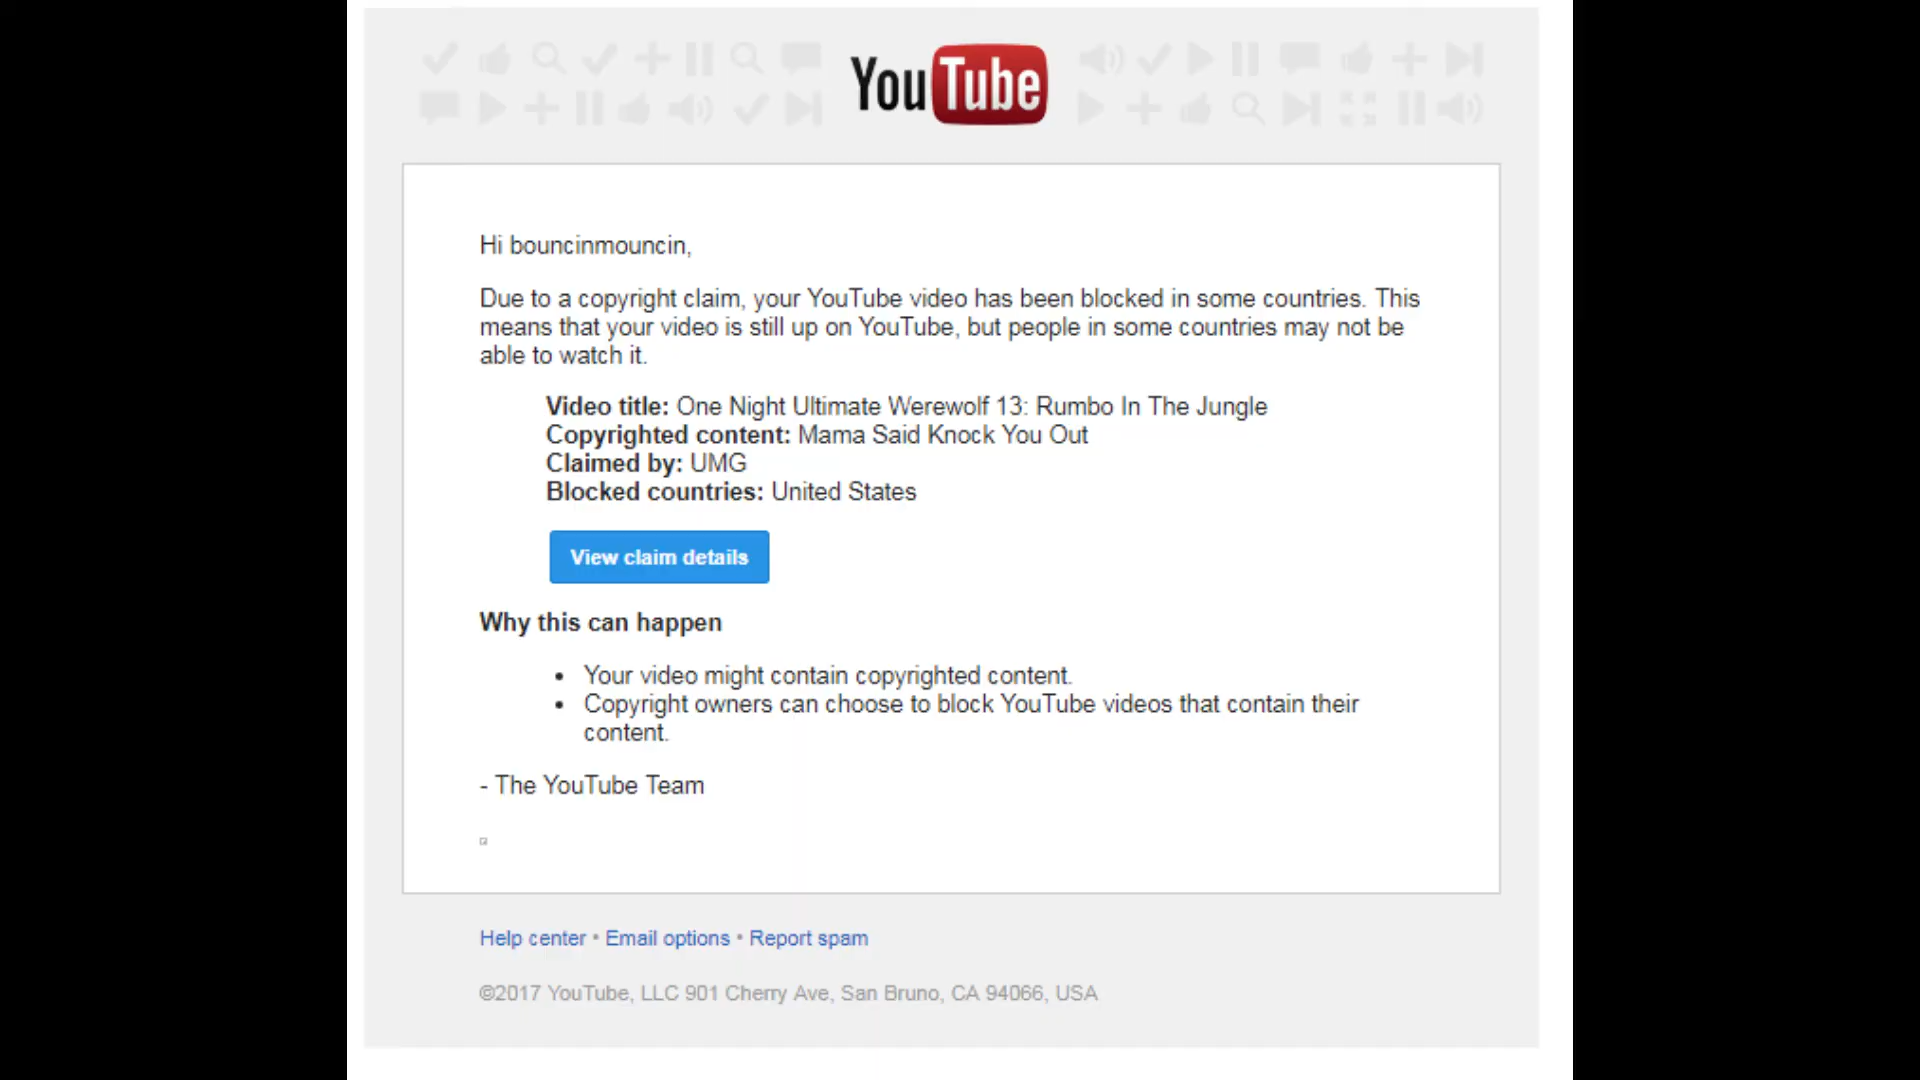 YouTube
Hi bouncinmouncin,
Due to a copyright claim, your YouTube video has been blocked in some countries. This
means that your video is still up on YouTube, but people in some countries may not be
able to watch it.
Video title: One Night Ultimate Werewolf 13: Rumbo In The Jungle
Copyrighted content: Mama Said Knock You Out
Claimed by: UMG
Blocked countries: United States
View claim details
Why this can happen
• Your video might contain copyrighted content.
• Copyright owners can choose to block YouTube videos that contain their
content.
- The YouTube Team
Help center • Email options • Report spam
©2017 YouTube, LLC 901 Cherry Ave, San Bruno, CA 94066, USA